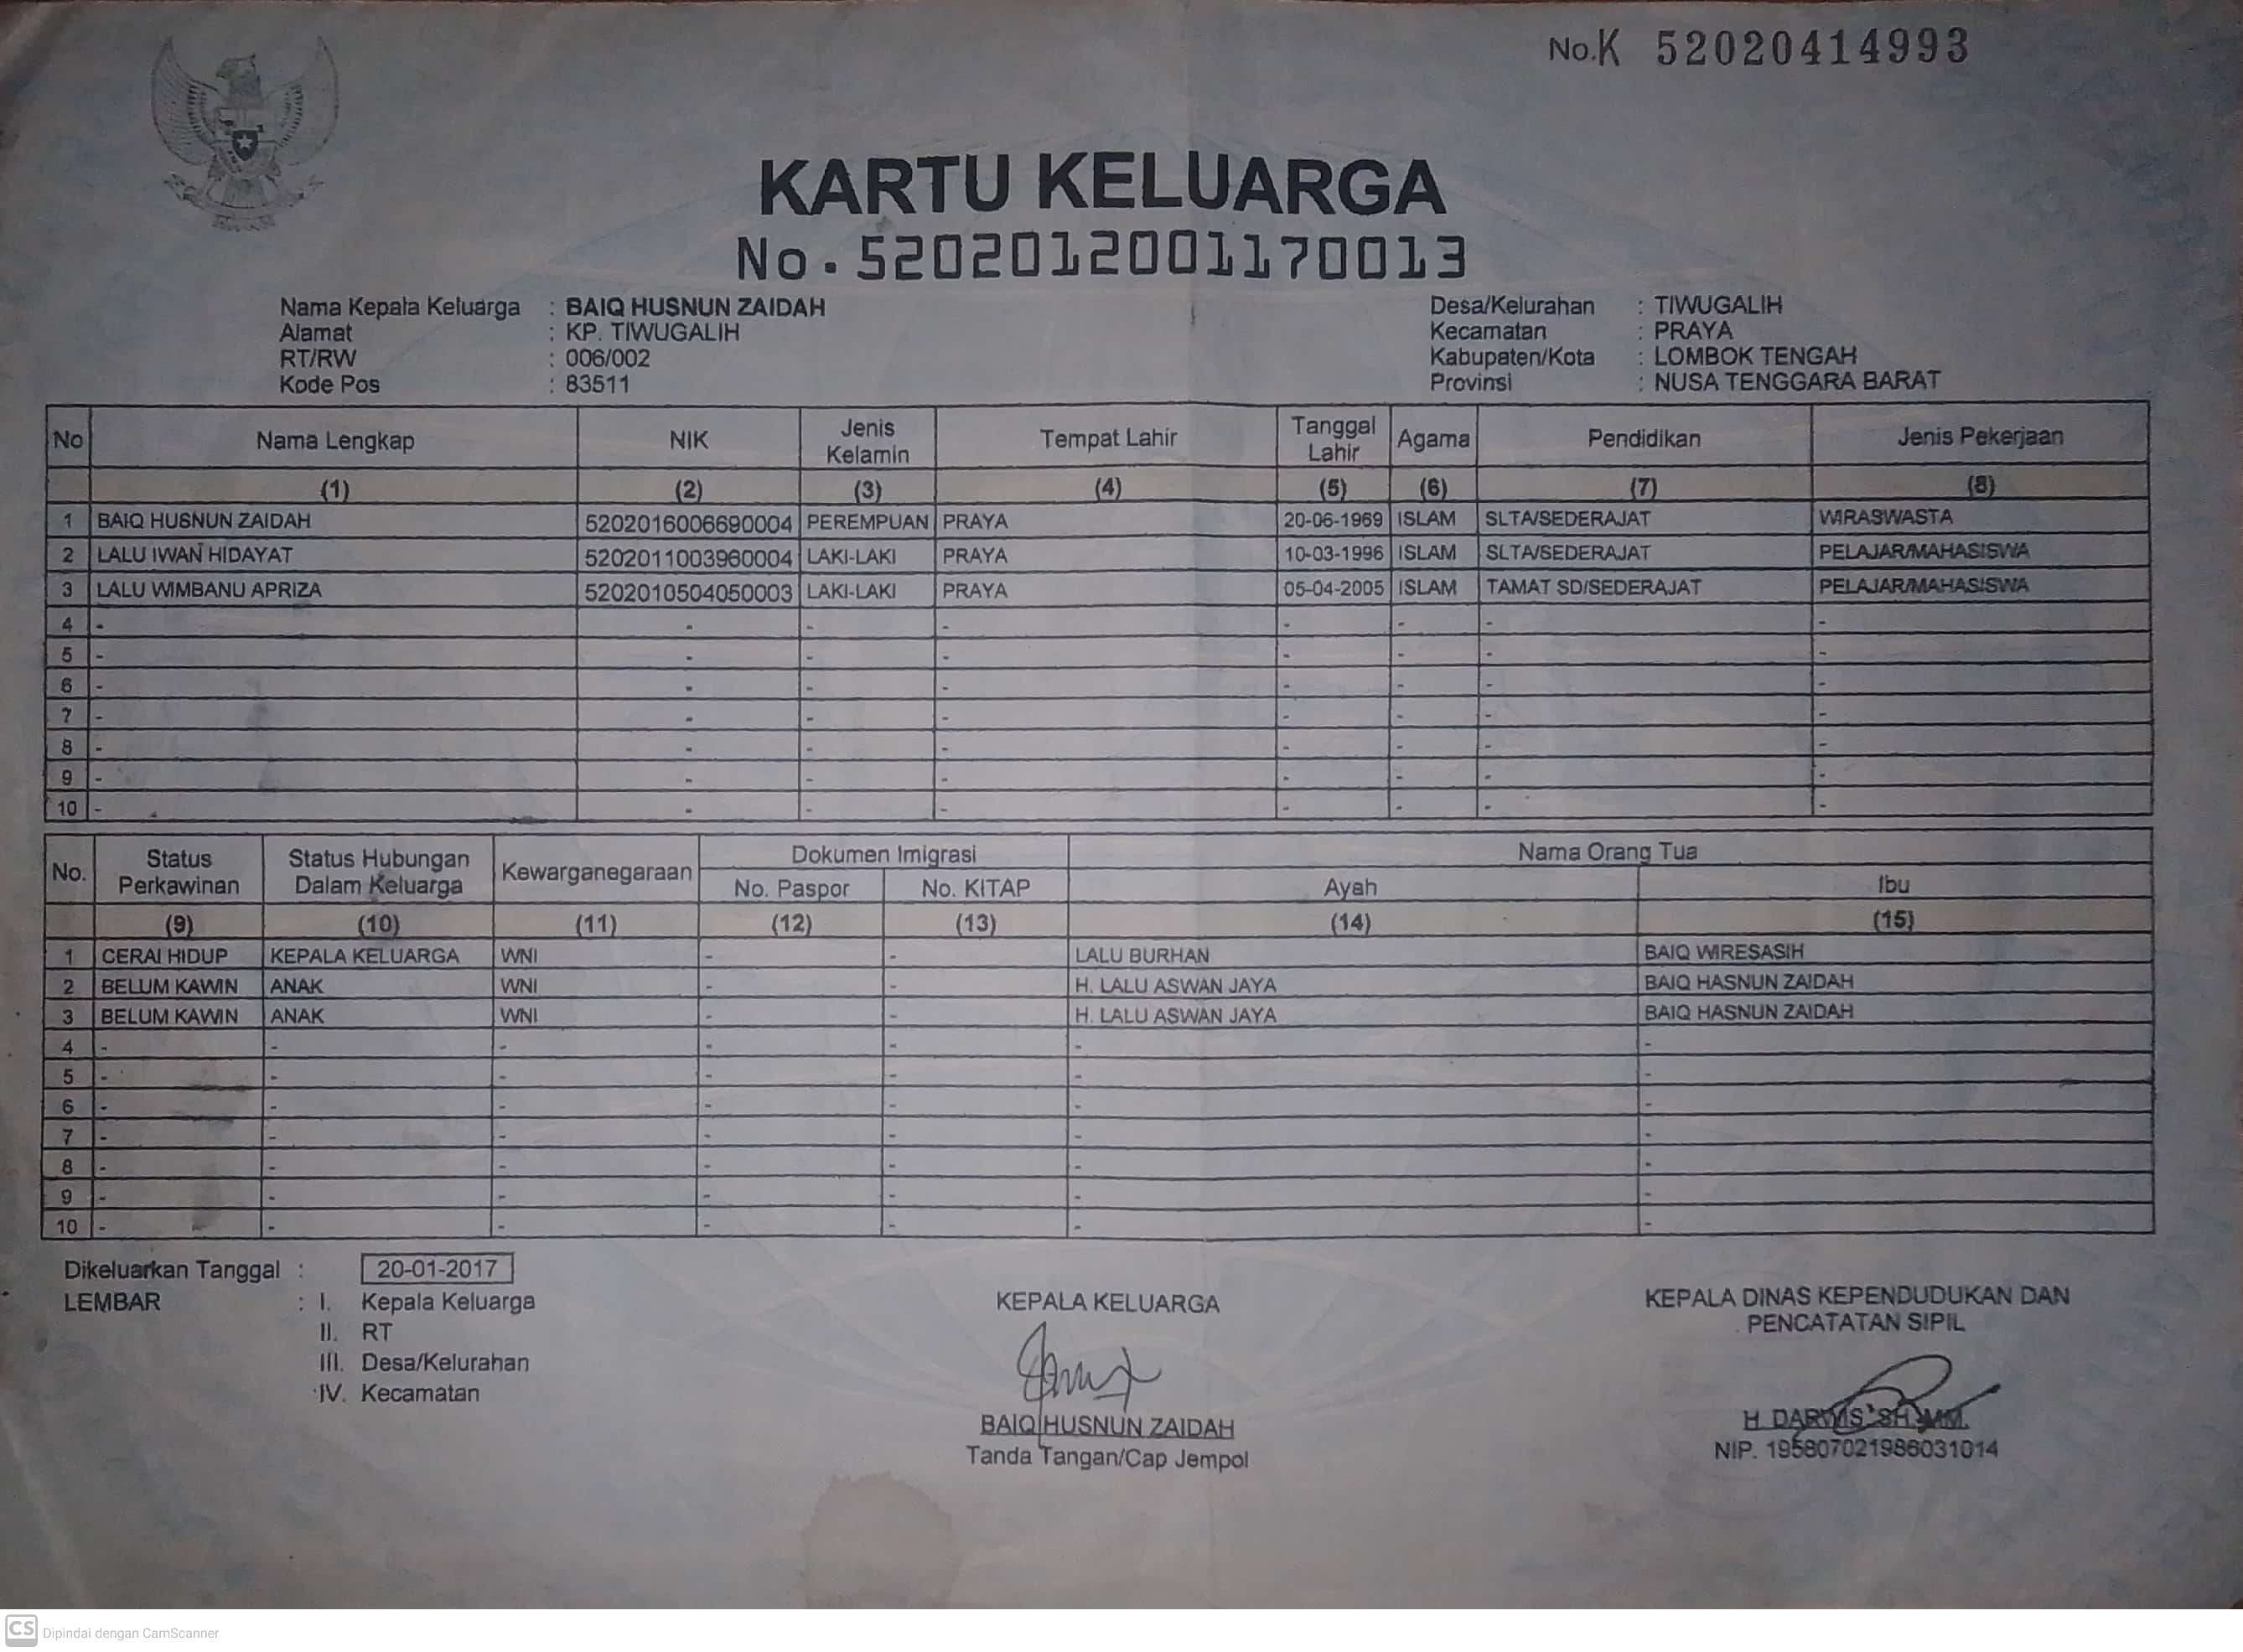 No.K 52020414993
KARTU KELUARGA
No. 5202012001170013
Nama Kepala Keluarga : BAIQ HUSNUN ZAIDAH
Alamat : KP. TIWUGALIH
RT/RW : 006/002
Kode Pos : 83511
Desa/Kelurahan : TIWUGALIH
Kecamatan : PRAYA
Kabupaten/Kota : LOMBOK TENGAH
Provinsi : NUSA TENGGARA BARAT
No Nama Lengkap NIK Jenis Kelamin Tempat Lahir Tanggal Lahir Agama Pendidikan Jenis Pekerjaan
(1) (2) (3) (4) (5) (6) (7) (8)
1 BAIQ HUSNUN ZAIDAH 5202016006690004 PEREMPUAN PRAYA 20-06-1969 ISLAM SLTA/SEDERAJAT WIRASWASTA
2 LALU IWAN HIDAYAT 5202011003960004 LAKI-LAKI PRAYA 10-03-1996 ISLAM SLTA/SEDERAJAT PELAJAR/MAHASISWA
3 LALU WIMBANU APRIZA 5202010504050003 LAKI-LAKI PRAYA 05-04-2005 ISLAM TAMAT SD/SEDERAJAT PELAJAR/MAHASISWA
4 - - - - - - - -
5 - - - - - - - -
6 - - - - - - - -
7 - - - - - - - -
8 - - - - - - - -
9 - - - - - - - -
10 - - - - - - - -
No. Status Perkawinan Status Hubungan Dalam Keluarga Kewarganegaraan Dokumen Imigrasi Nama Orang Tua
No. Paspor No. KITAP Ayah Ibu
(9) (10) (11) (12) (13) (14) (15)
1 CERAI HIDUP KEPALA KELUARGA WNI - - LALU BURHAN BAIQ WIRESASIH
2 BELUM KAWIN ANAK WNI - - H. LALU ASWAN JAYA BAIQ HASNUN ZAIDAH
3 BELUM KAWIN ANAK WNI - - H. LALU ASWAN JAYA BAIQ HASNUN ZAIDAH
4 - - - - - - -
5 - - - - - - -
6 - - - - - - -
7 - - - - - - -
8 - - - - - - -
9 - - - - - - -
10 - - - - - - -
Dikeluarkan Tanggal : 20-01-2017
LEMBAR : I. Kepala Keluarga
II. RT
III. Desa/Kelurahan
IV. Kecamatan
KEPALA KELUARGA
BAIQ HUSNUN ZAIDAH
Tanda Tangan/Cap Jempol
KEPALA DINAS KEPENDUDUKAN DAN
PENCATATAN SIPIL
H. DARWIS SH. MM.
NIP. 195807021986031014
CS Dipindai dengan CamScanner